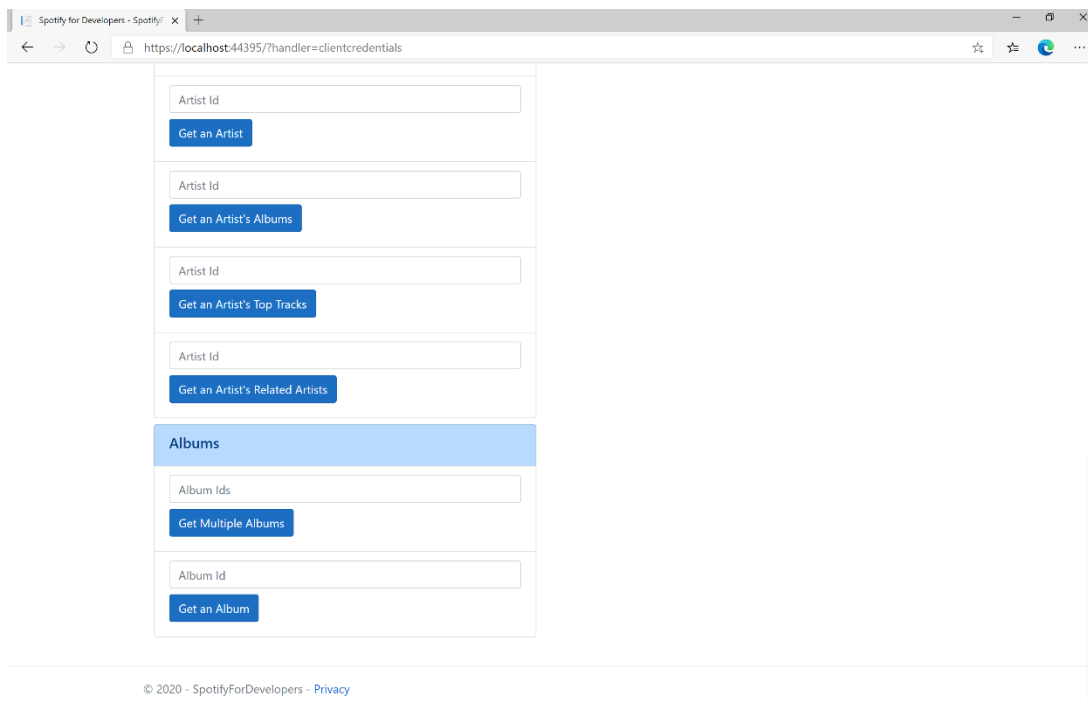 Spotify for Developers - Spotify
https://localhost:44395/?handler=clientcredentials
Artist Id
Get an Artist
Artist Id
Get an Artist's Albums
Artist Id
Get an Artist's Top Tracks
Artist Id
Get an Artist's Related Artists
Albums
Album Ids
Get Multiple Albums
Album Id
Get an Album
© 2020 - SpotifyForDevelopers - Privacy